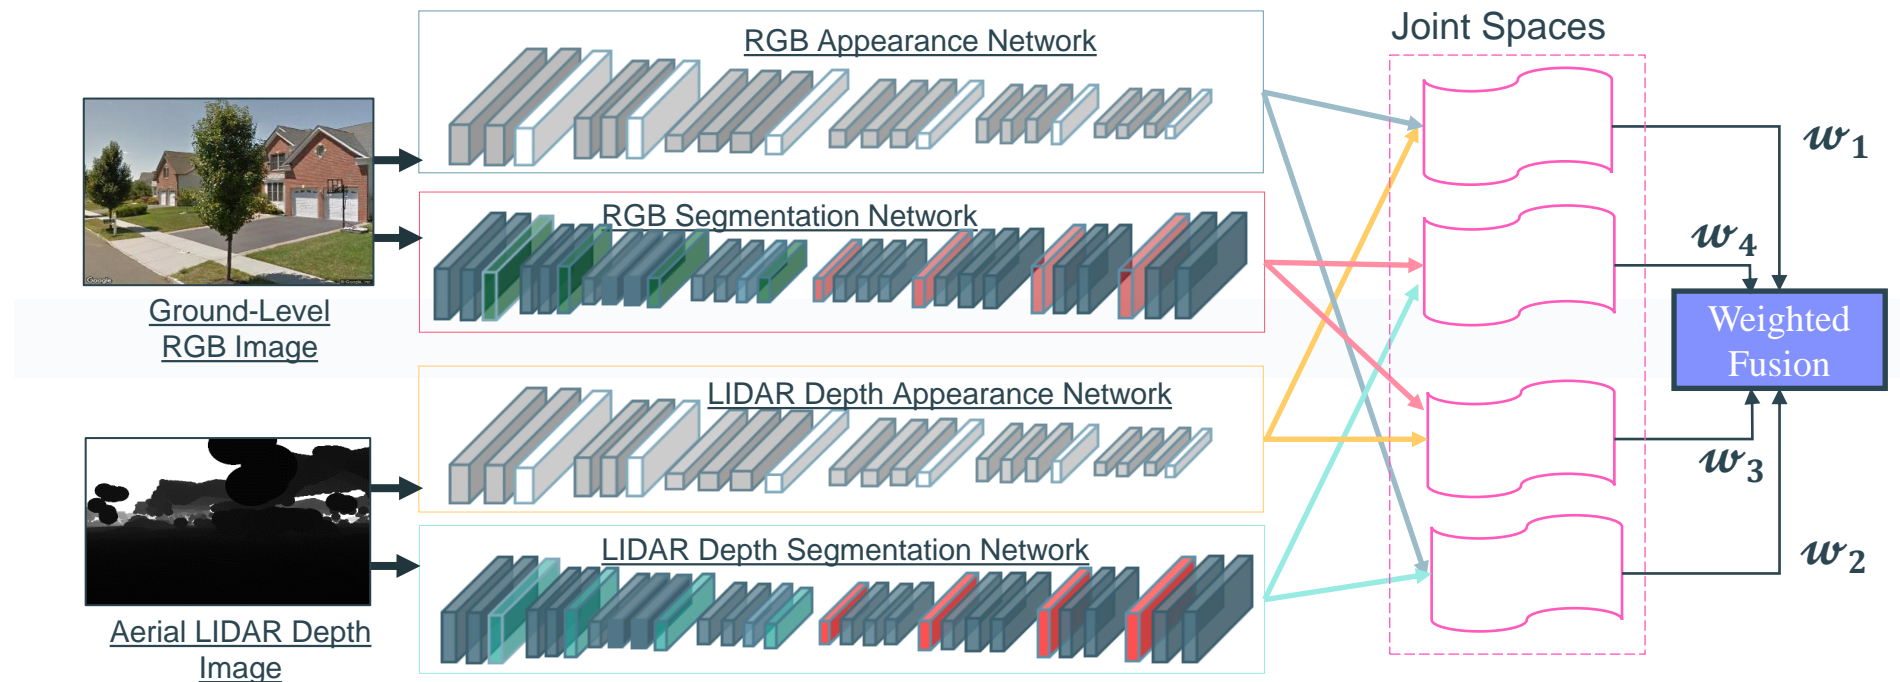 Joint Spaces
RGB Appearance Network
w1
RGB Segmentation Network
w4
Google
Ground-Level
RGB Image
Weighted
Fusion
LIDAR Depth Appearance Network
w3
LIDAR Depth Segmentation Network
w2
Aerial LIDAR Depth
Image